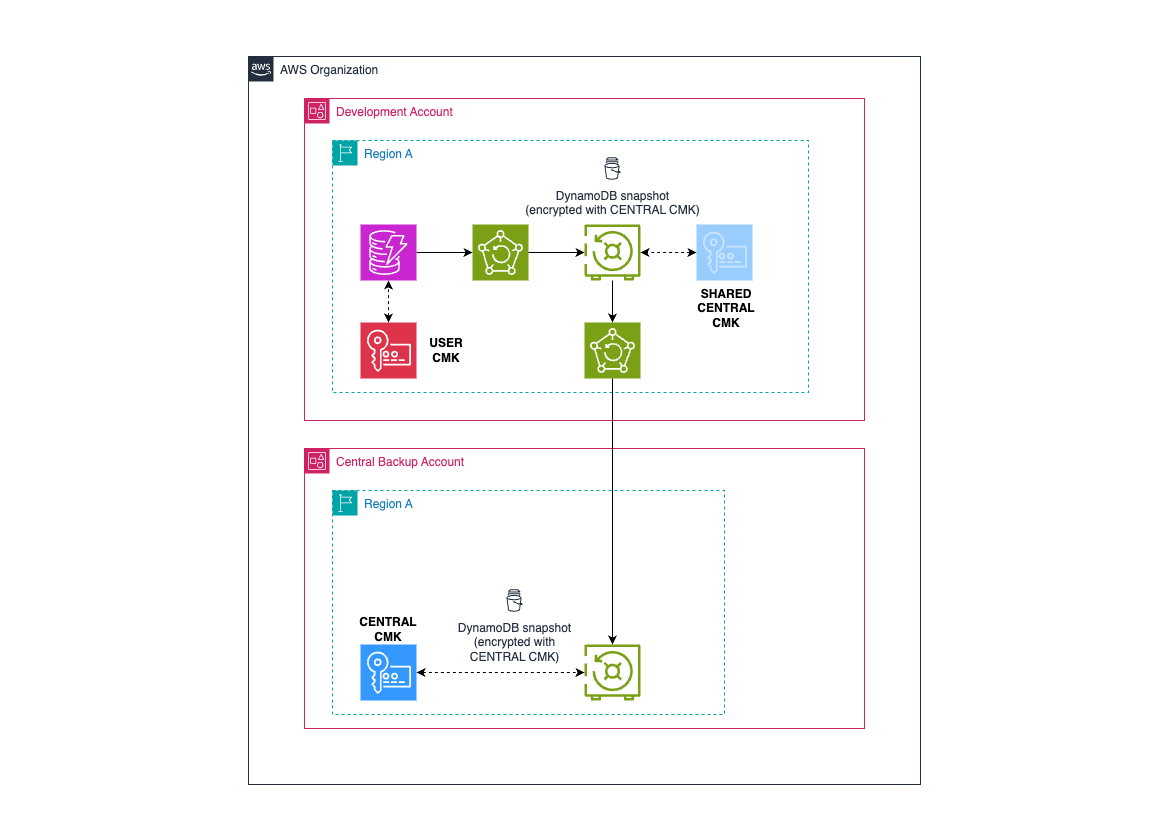 aws
AWS Organization
Development Account
Region A
DynamoDB snapshot
(encrypted with CENTRAL CMK)
SHARED
CENTRAL
CMK
USER
CMK
Central Backup Account
Region A
CENTRAL
CMK
DynamoDB snapshot
(encrypted with
CENTRAL CMK)